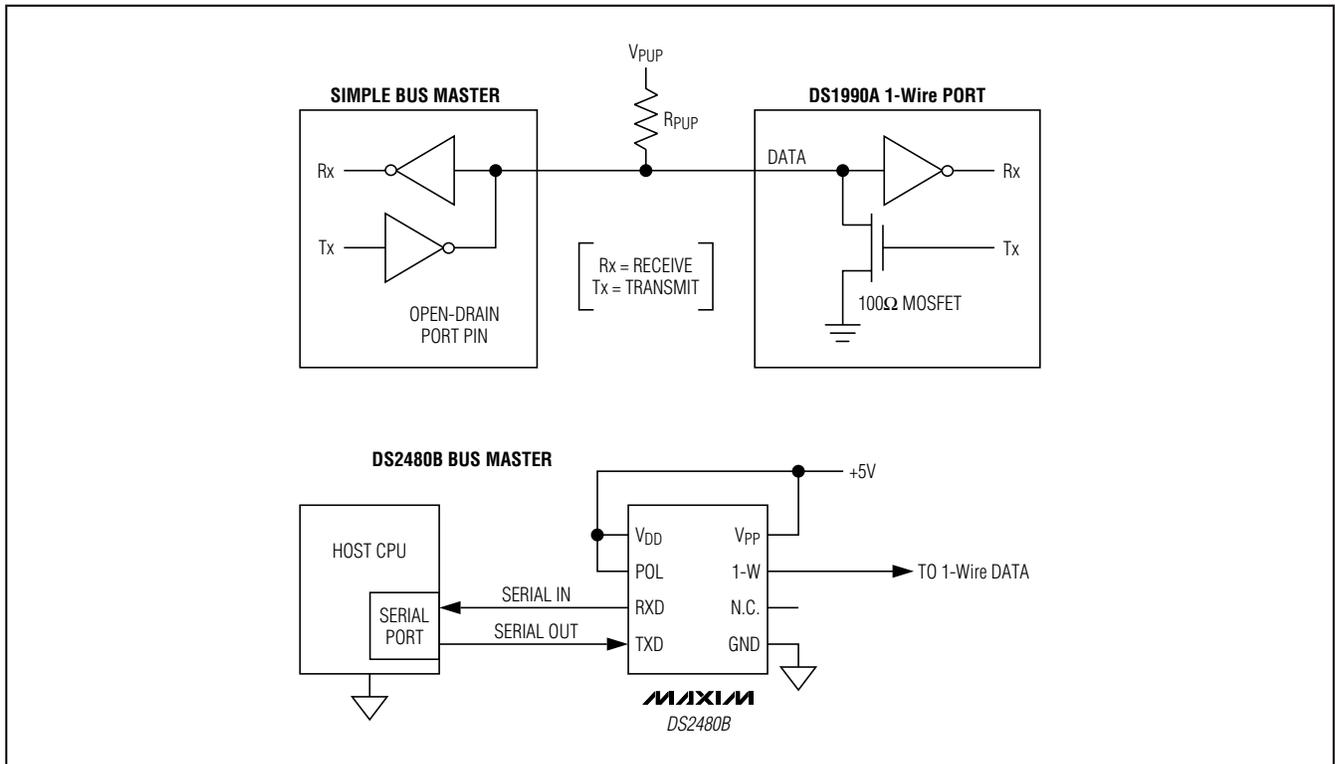 VPUP
SIMPLE BUS MASTER
DS1990A 1-Wire PORT
RPUP
DATA
Rx
Rx
Tx
Tx
Rx = RECEIVE
Tx = TRANSMIT
OPEN-DRAIN
PORT PIN
100Ω MOSFET
DS2480B BUS MASTER
+5V
HOST CPU
VDD
VPP
POL
1-W
TO 1-Wire DATA
SERIAL IN
RXD
N.C.
SERIAL
PORT
SERIAL OUT
TXD
GND
MAXIM
DS2480B